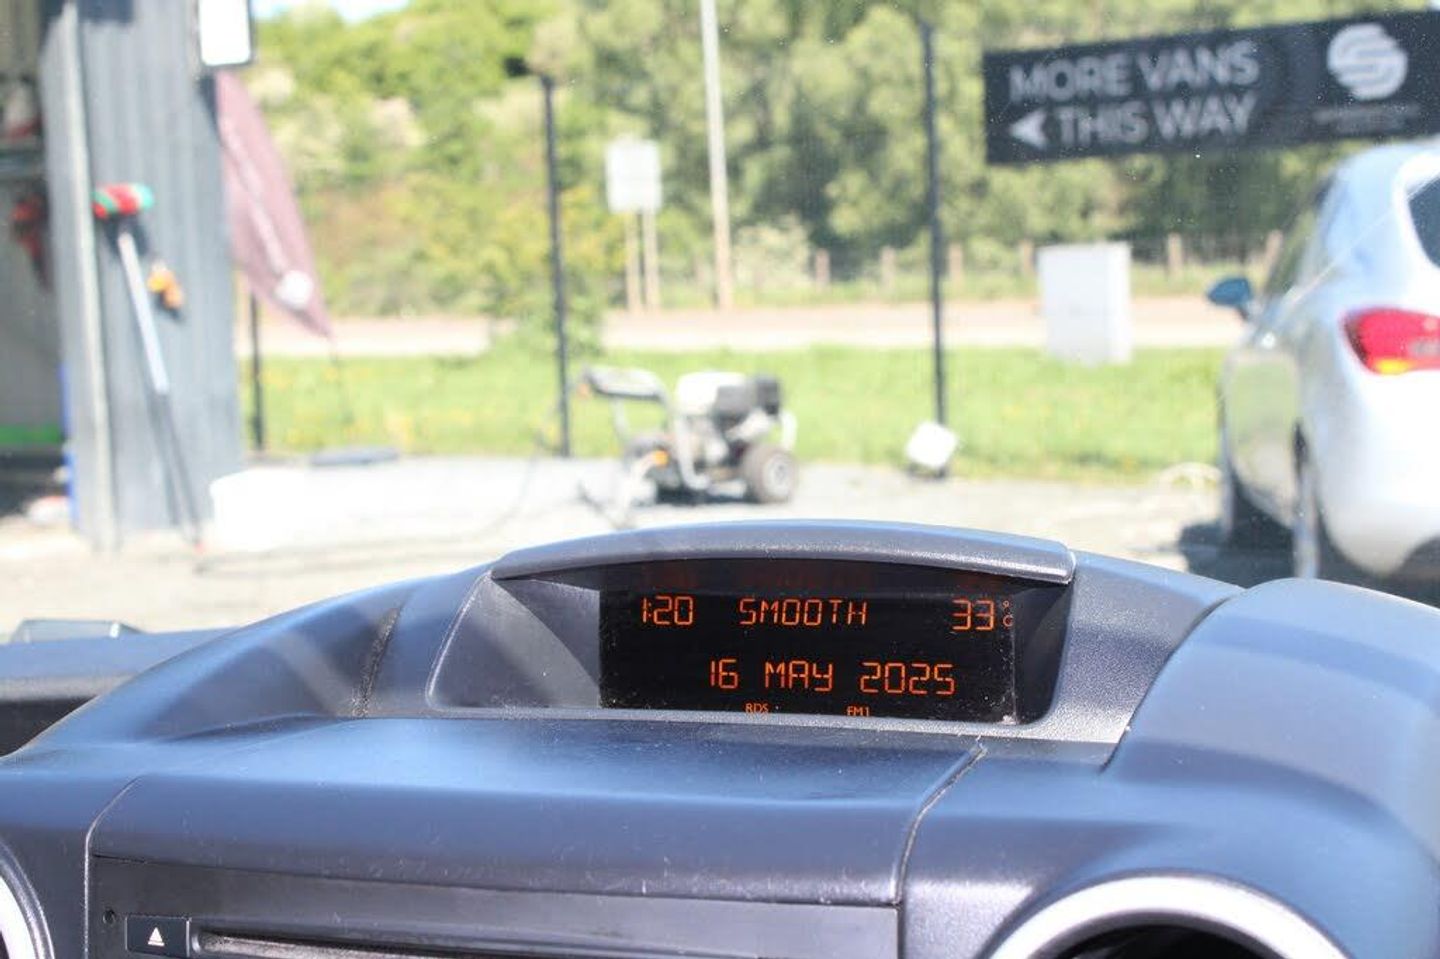 MORE VANS
THIS WAY
1:20 SMOOTH 33°C
16 MAY 2025
RDS FM1